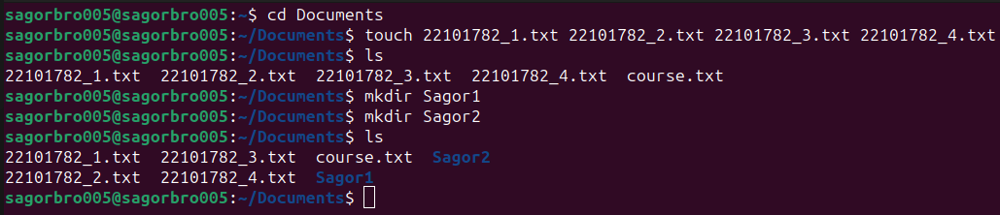 sagorbro005@sagorbro005:~$ cd Documents
sagorbro005@sagorbro005:~/Documents$ touch 22101782_1.txt 22101782_2.txt 22101782_3.txt 22101782_4.txt
sagorbro005@sagorbro005:~/Documents$ ls
22101782_1.txt  22101782_2.txt  22101782_3.txt  22101782_4.txt  course.txt
sagorbro005@sagorbro005:~/Documents$ mkdir Sagor1
sagorbro005@sagorbro005:~/Documents$ mkdir Sagor2
sagorbro005@sagorbro005:~/Documents$ ls
22101782_1.txt  22101782_3.txt  course.txt  Sagor2
22101782_2.txt  22101782_4.txt  Sagor1
sagorbro005@sagorbro005:~/Documents$